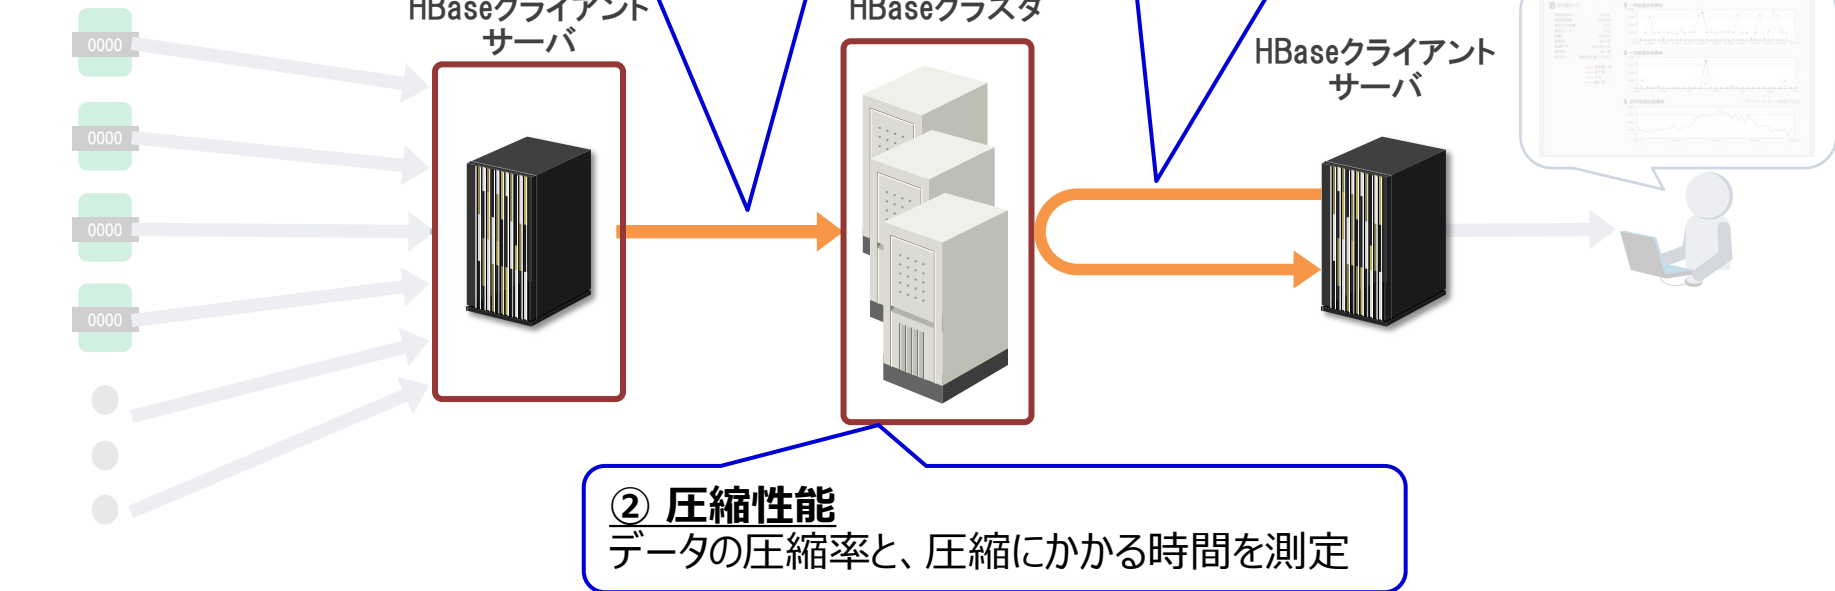 HBaseクライアント
サーバ
HBaseクラスタ
HBaseクライアント
サーバ
0000
0000
0000
0000
② 圧縮性能
データの圧縮率と、圧縮にかかる時間を測定